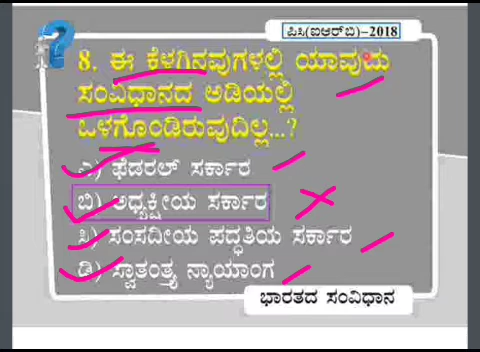 ಪಿಸಿ(ಐಆರ್‌ಬಿ)-2018
8. ಈ ಕೆಳಗಿನವುಗಳಲ್ಲಿ ಯಾವುದು
ಸಂವಿಧಾನದ ಅಡಿಯಲ್ಲಿ
ಒಳಗೊಂಡಿರುವುದಿಲ್ಲ...?
ಎ) ಫೆಡರಲ್ ಸರ್ಕಾರ
ಬಿ) ಅಧ್ಯಕ್ಷೀಯ ಸರ್ಕಾರ
ಸಿ) ಸಂಸದೀಯ ಪದ್ಧತಿಯ ಸರ್ಕಾರ
ಡಿ) ಸ್ವಾತಂತ್ರ್ಯ ನ್ಯಾಯಾಂಗ
ಭಾರತದ ಸಂವಿಧಾನ